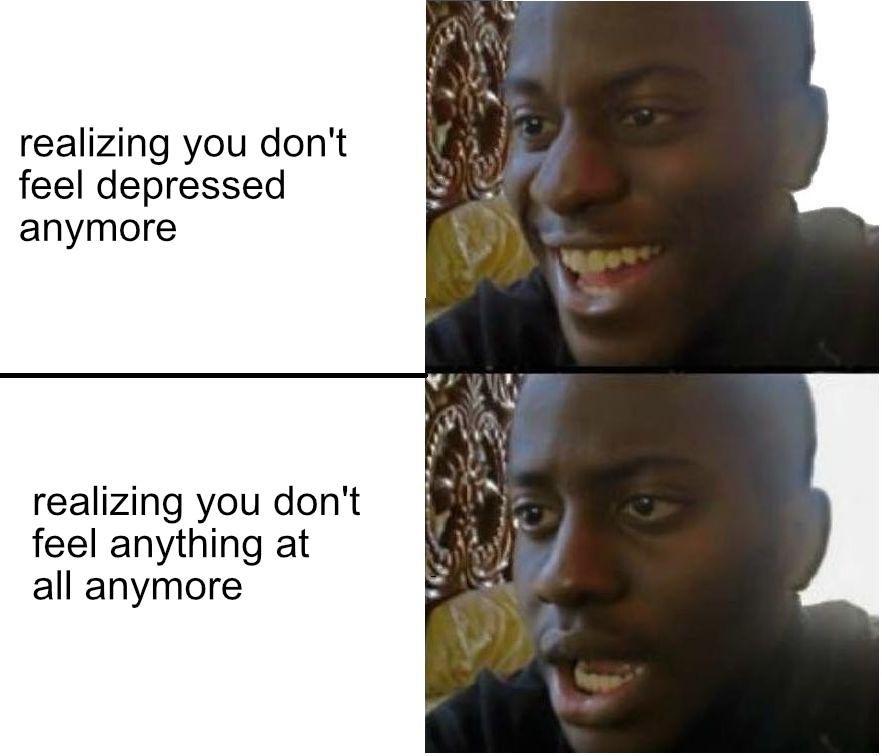 realizing you don't
feel depressed
anymore
realizing you don't
feel anything at
all anymore